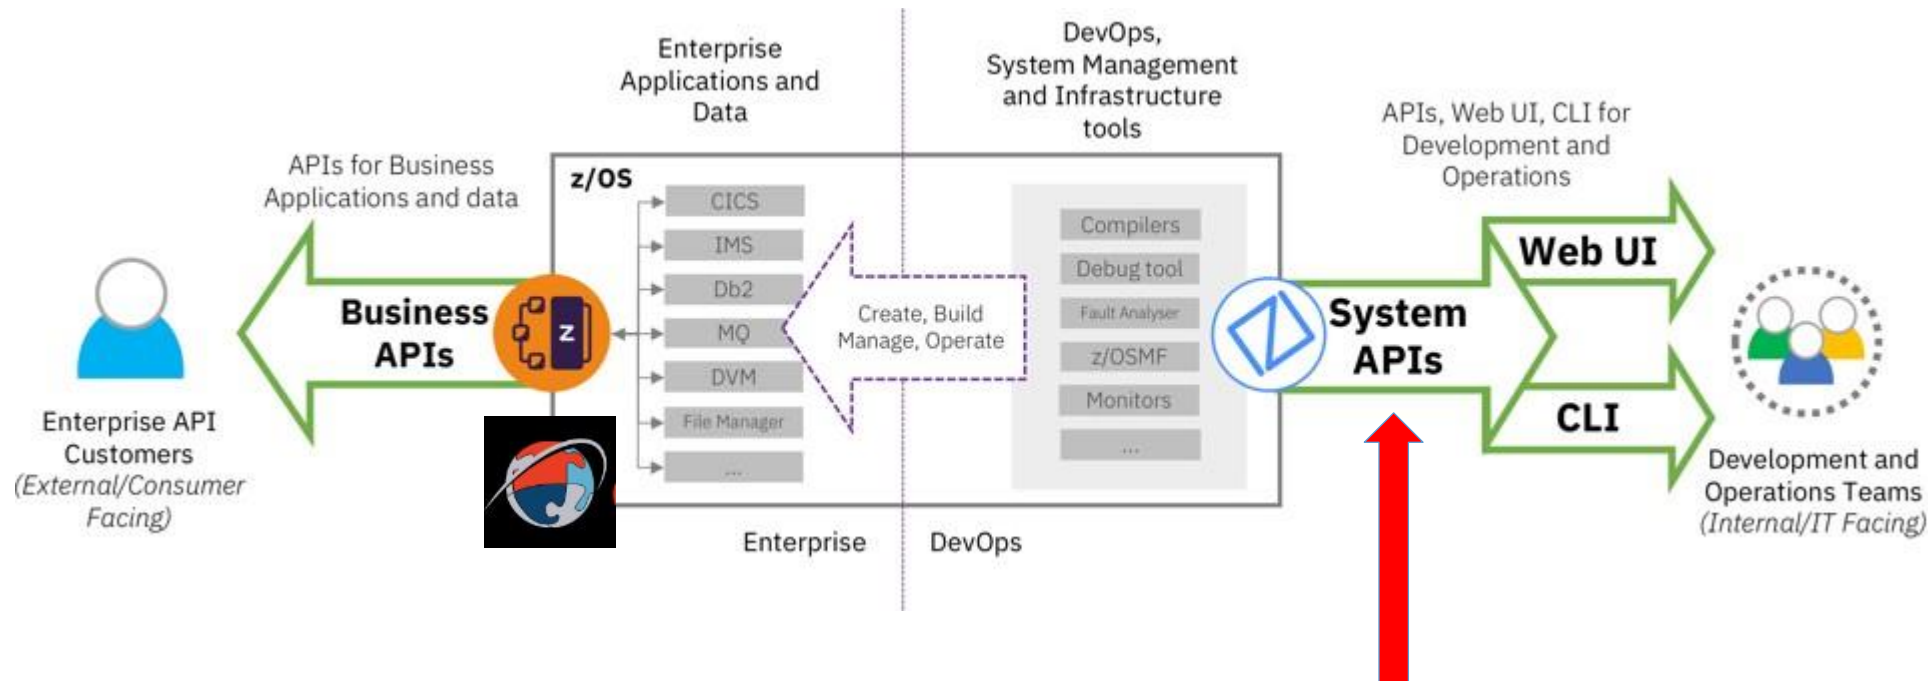 Enterprise
Applications and
Data
DevOps,
System Management
and Infrastructure
tools
APIs for Business
Applications and data
APIs, Web UI, CLI for
Development and
Operations
z/OS
CICS
IMS
Db2
MQ
DVM
File Manager
...
Create, Build
Manage, Operate
Compilers
Debug tool
Fault Analyser
z/OSMF
Monitors
...
Business
APIs
Z
System
APIs
Web UI
CLI
Enterprise API
Customers
(External/Consumer
Facing)
Development and
Operations Teams
(Internal/IT Facing)
Enterprise
DevOps